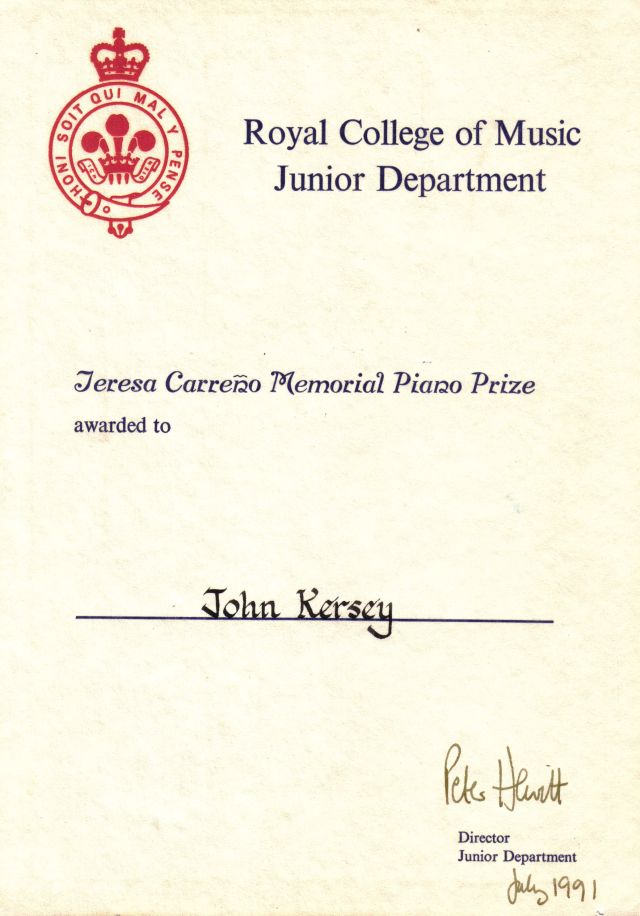 HONI SOIT QUI MAL Y PENSE
Royal College of Music
Junior Department
Teresa Carreño Memorial Piano Prize
awarded to
John Kersey
Peter Hewitt
Director
Junior Department
July 1991